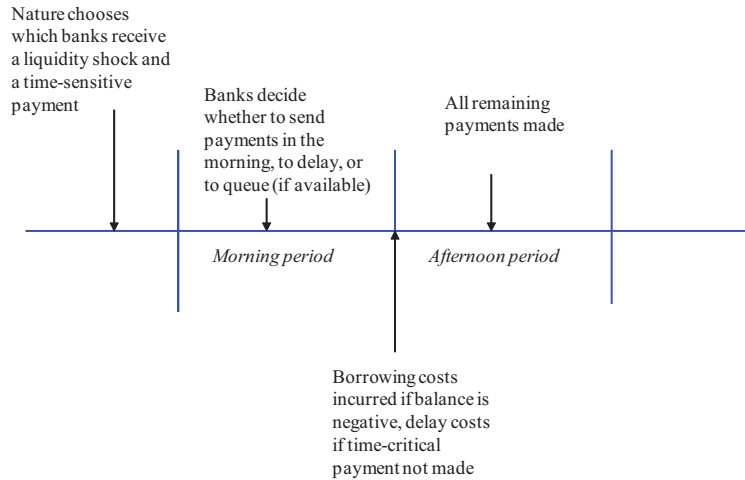 Nature chooses
which banks receive
a liquidity shock and
a time-sensitive
payment
Banks decide
whether to send
payments in the
morning, to delay, or
to queue (if available)
All remaining
payments made
Morning period
Afternoon period
Borrowing costs
incurred if balance is
negative, delay costs
if time-critical
payment not made